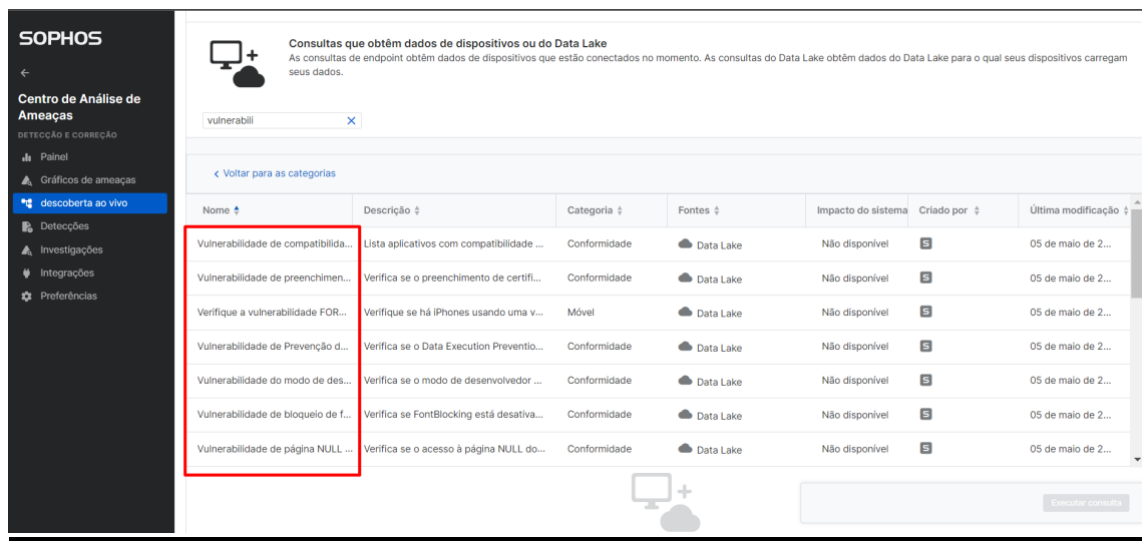 SOPHOS
Centro de Análise de
Ameaças
DETECÇÃO E CORREÇÃO
Painel
Gráficos de ameaças
descoberta ao vivo
Detecções
Investigações
Integrações
Preferências
Consultas que obtêm dados de dispositivos ou do Data Lake
As consultas de endpoint obtêm dados de dispositivos que estão conectados no momento. As consultas do Data Lake obtêm dados do Data Lake para o qual seus dispositivos carregam
seus dados.
vulnerabili
Voltar para as categorias
Nome Descrição Categoria Fontes Impacto do sistema Criado por Última modificação
Vulnerabilidade de compatibilida... Lista aplicativos com compatibilidade ... Conformidade Data Lake Não disponível S 05 de maio de 2...
Vulnerabilidade de preenchimen... Verifica se o preenchimento de certifi... Conformidade Data Lake Não disponível S 05 de maio de 2...
Verifique a vulnerabilidade FOR... Verifique se há iPhones usando uma v... Móvel Data Lake Não disponível S 05 de maio de 2...
Vulnerabilidade de Prevenção d... Verifica se o Data Execution Preventio... Conformidade Data Lake Não disponível S 05 de maio de 2...
Vulnerabilidade do modo de des... Verifica se o modo de desenvolvedor ... Conformidade Data Lake Não disponível S 05 de maio de 2...
Vulnerabilidade de bloqueio de f... Verifica se FontBlocking está desativa... Conformidade Data Lake Não disponível S 05 de maio de 2...
Vulnerabilidade de página NULL ... Verifica se o acesso à página NULL do... Conformidade Data Lake Não disponível S 05 de maio de 2...
Executar consulta